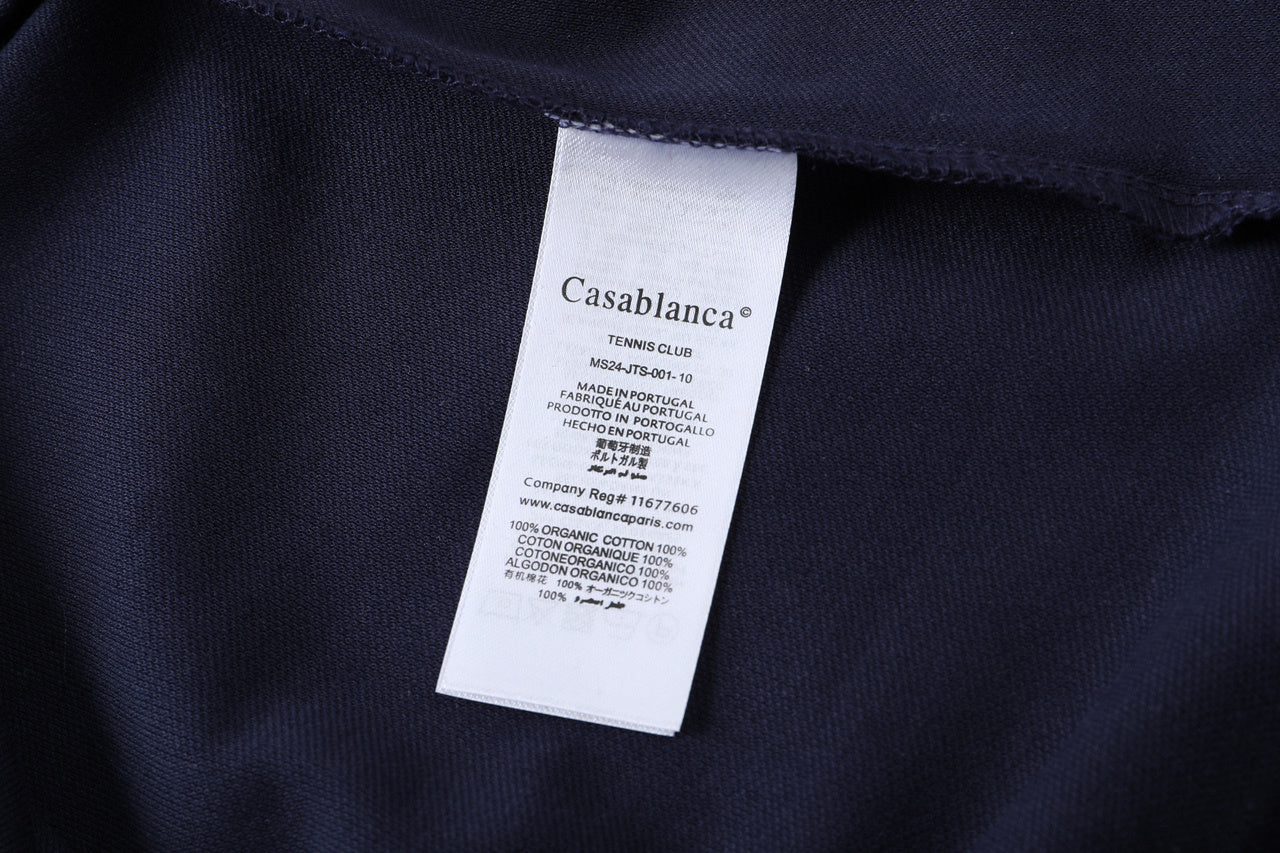 Casablanca©
TENNIS CLUB
MS24-JTS-001-10
MADE IN PORTUGAL
FABRIQUÉ AU PORTUGAL
PRODOTTO IN PORTOGALLO
HECHO EN PORTUGAL
葡萄牙制造
ポルトガル製
Company Reg# 11677606
www.casablancaparis.com
100% ORGANIC COTTON 100%
COTON ORGANIQUE 100%
COTONEORGANICO 100%
ALGODON ORGANICO 100%
有机棉花 100% オーガニックコットン
100%